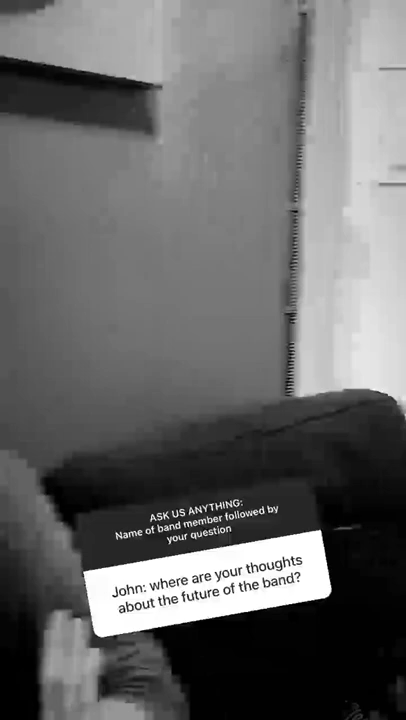 ASK US ANYTHING:
Name of band member followed by
your question
John: where are your thoughts
about the future of the band?